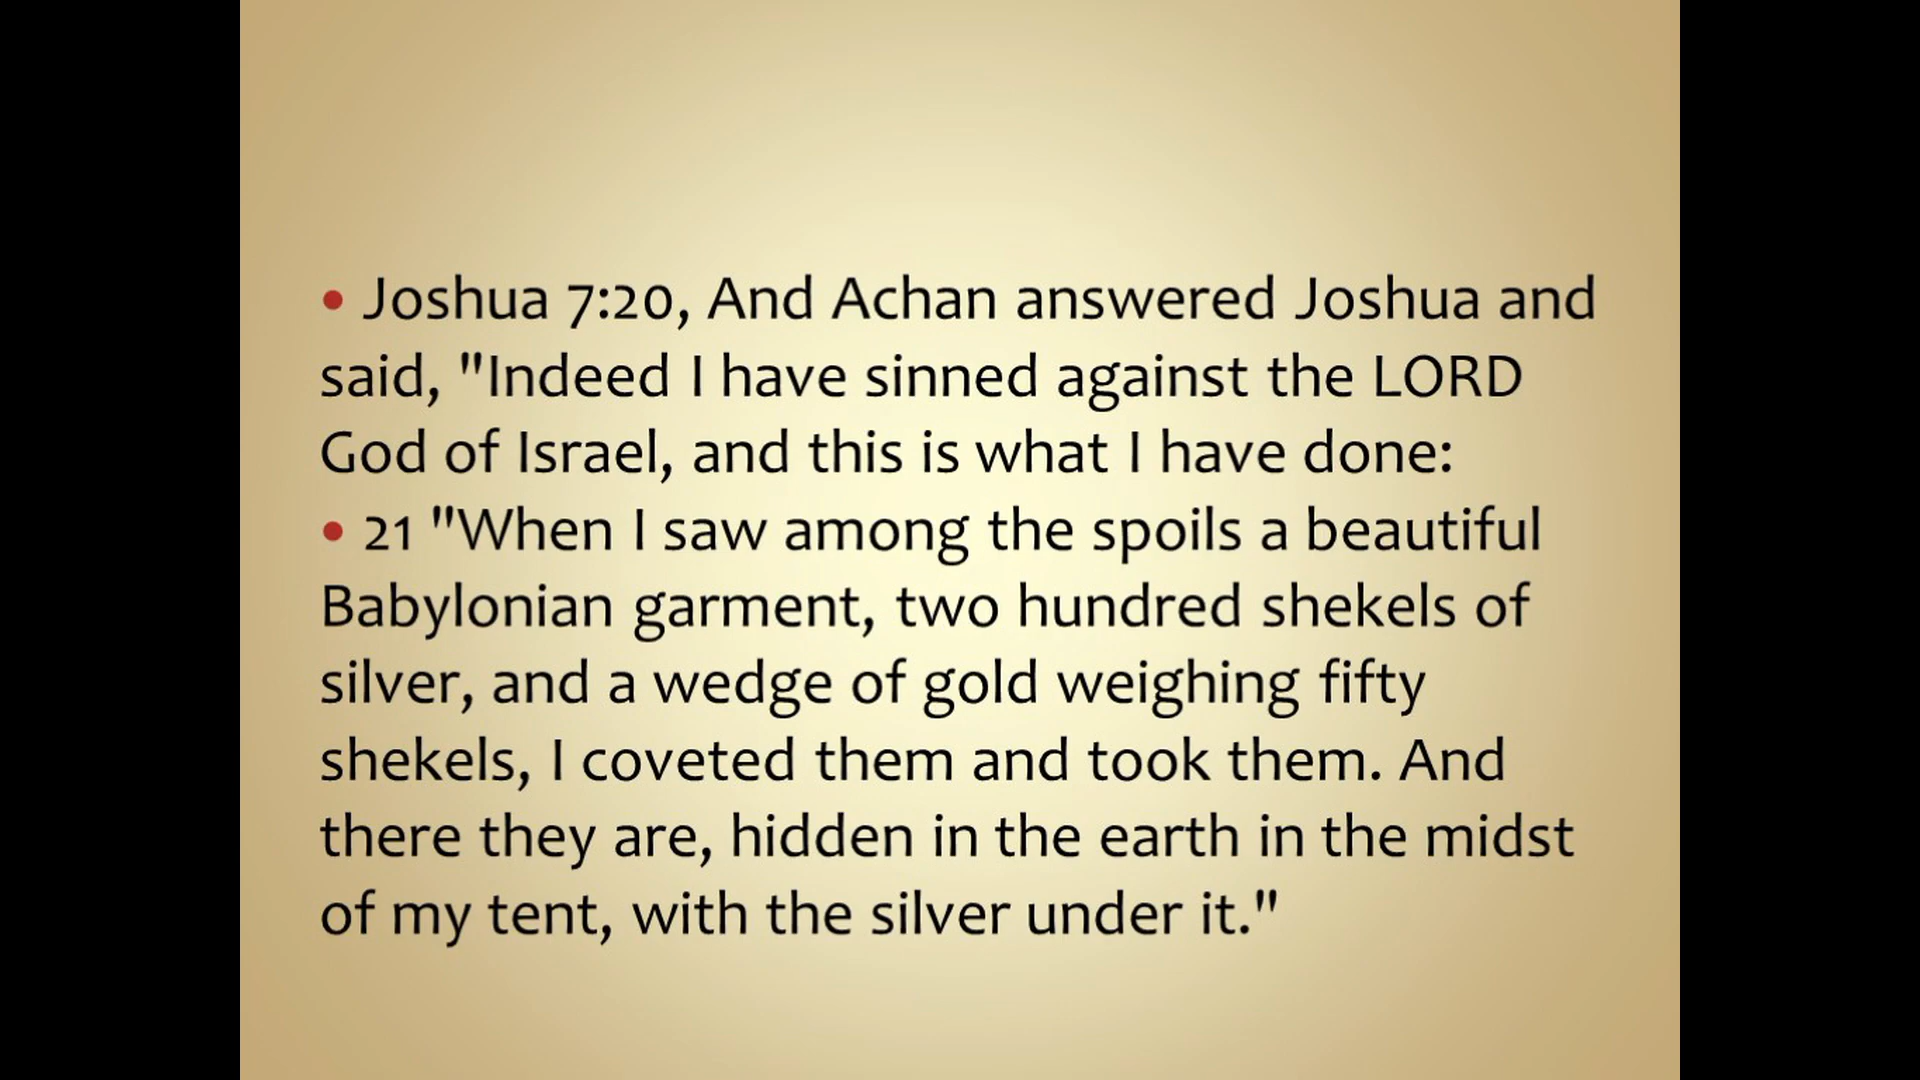 • Joshua 7:20, And Achan answered Joshua and
said, "Indeed I have sinned against the LORD
God of Israel, and this is what I have done:
• 21 "When I saw among the spoils a beautiful
Babylonian garment, two hundred shekels of
silver, and a wedge of gold weighing fifty
shekels, I coveted them and took them. And
there they are, hidden in the earth in the midst
of my tent, with the silver under it."